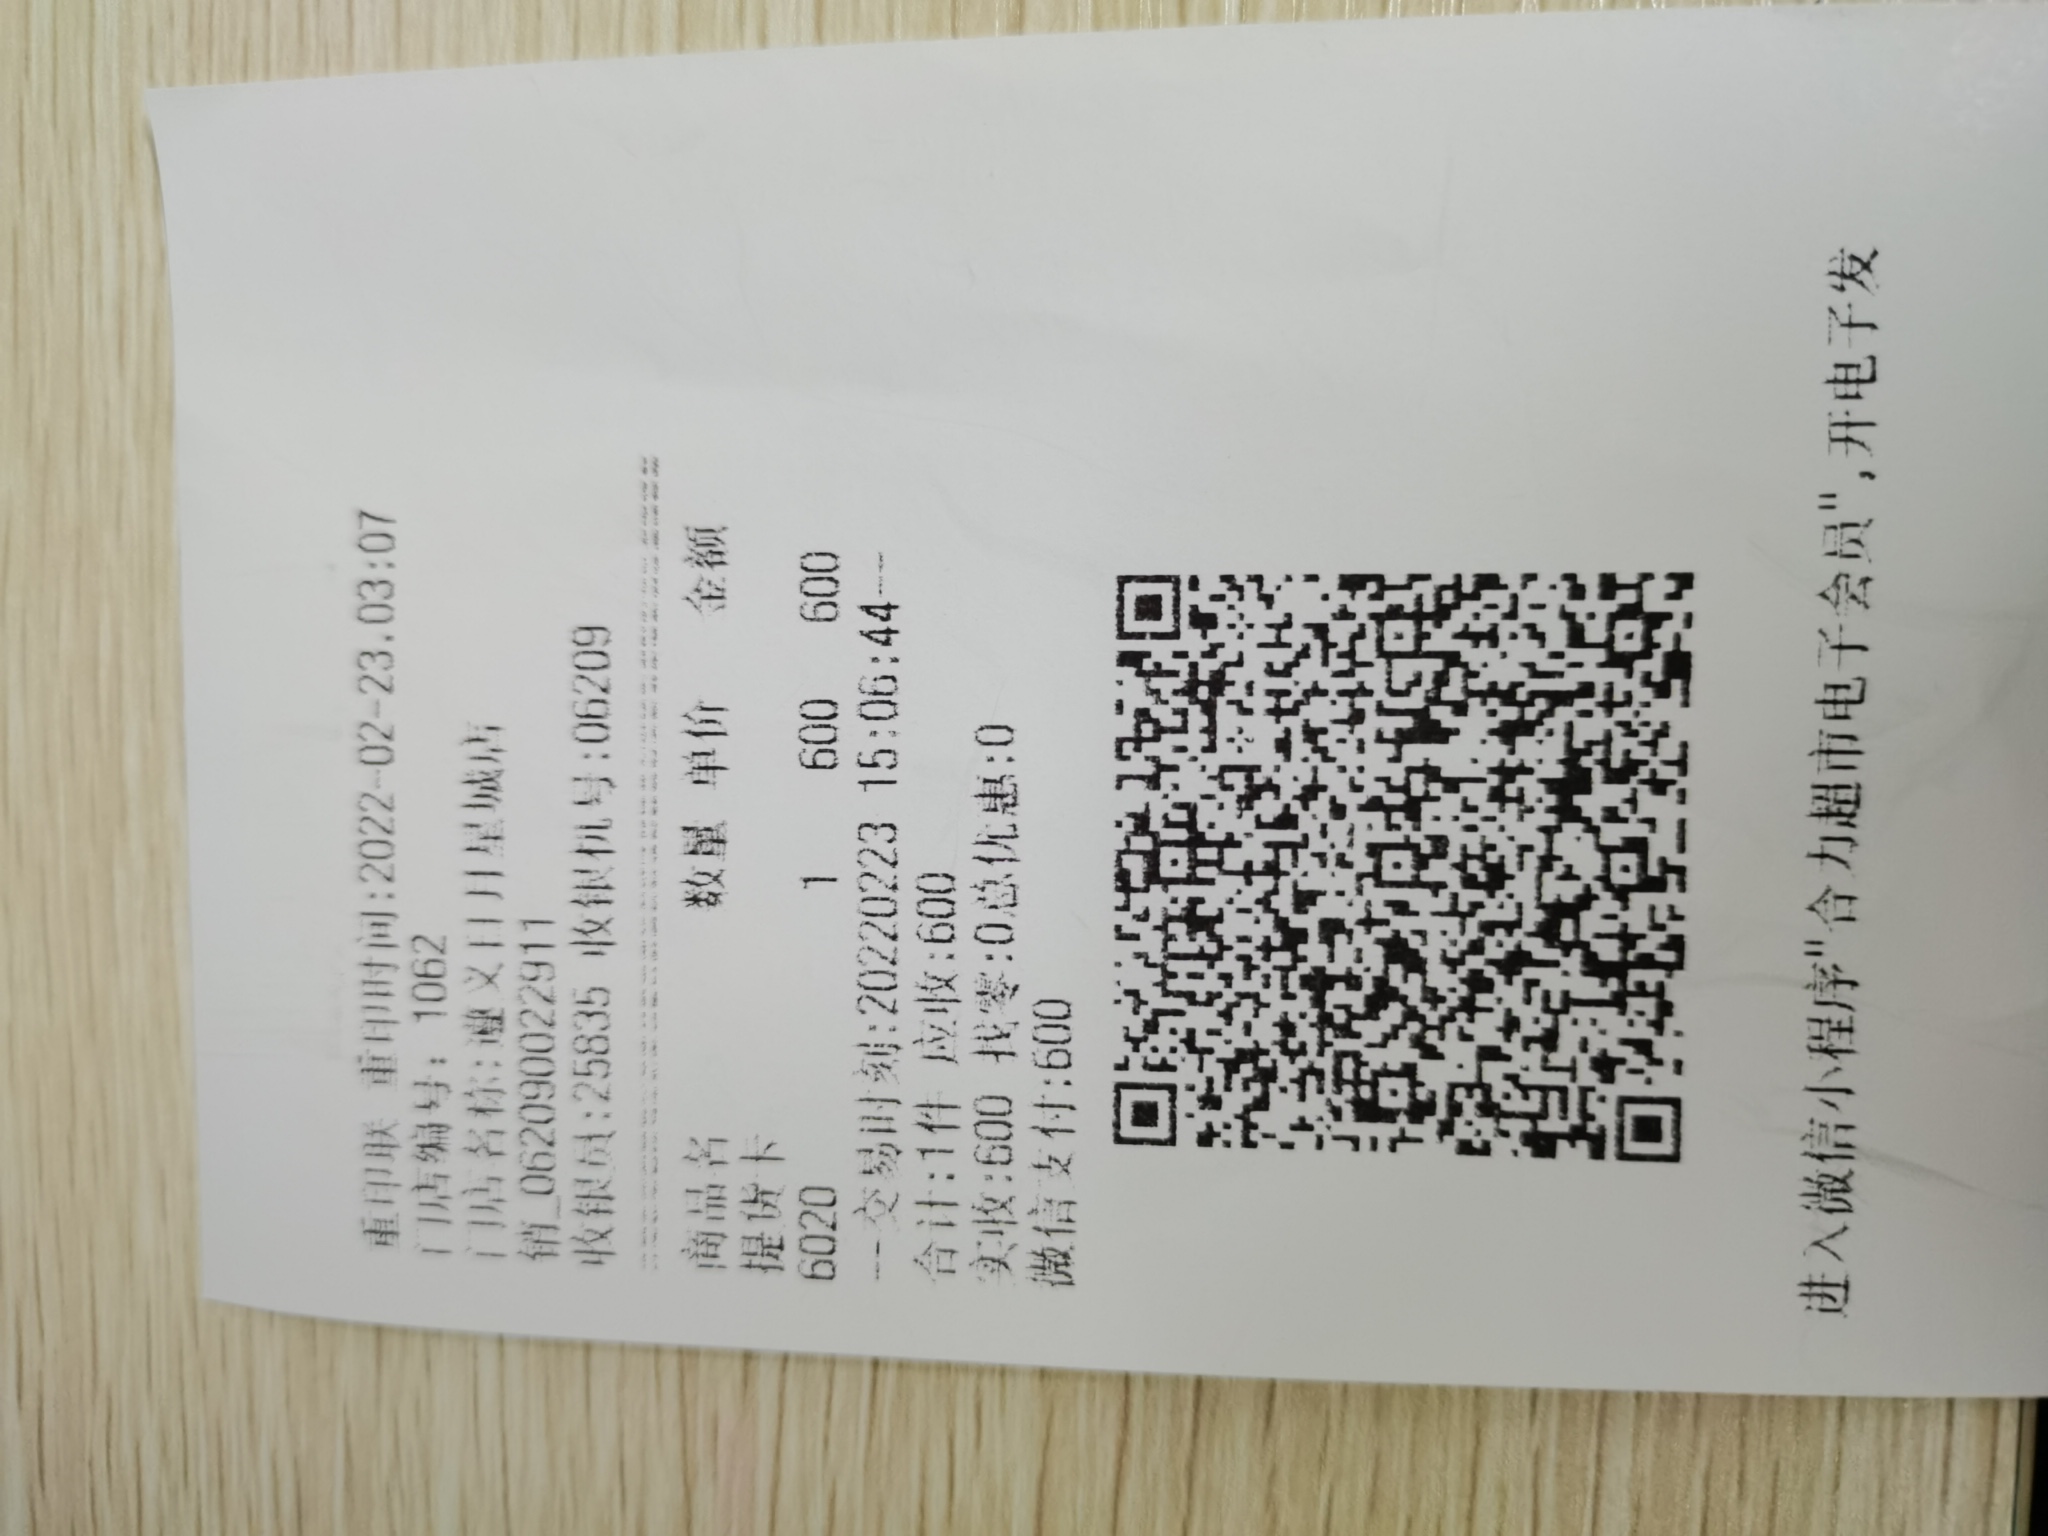 重印联 重印时间:2022-02-23.03:07
门店编号: 1062
门店名称:遵义日月星城店
销_0620900022911
收银员:25835 收银机号:06209
商品名 数量 单价 金额
提货卡
6020 1 600 600
---交易时刻:20220223 15:06:44---
合计:1件 应收:600
实收:600 找零:0总优惠:0
微信支付:600
进入微信小程序"合力超市电子会员",开电子发